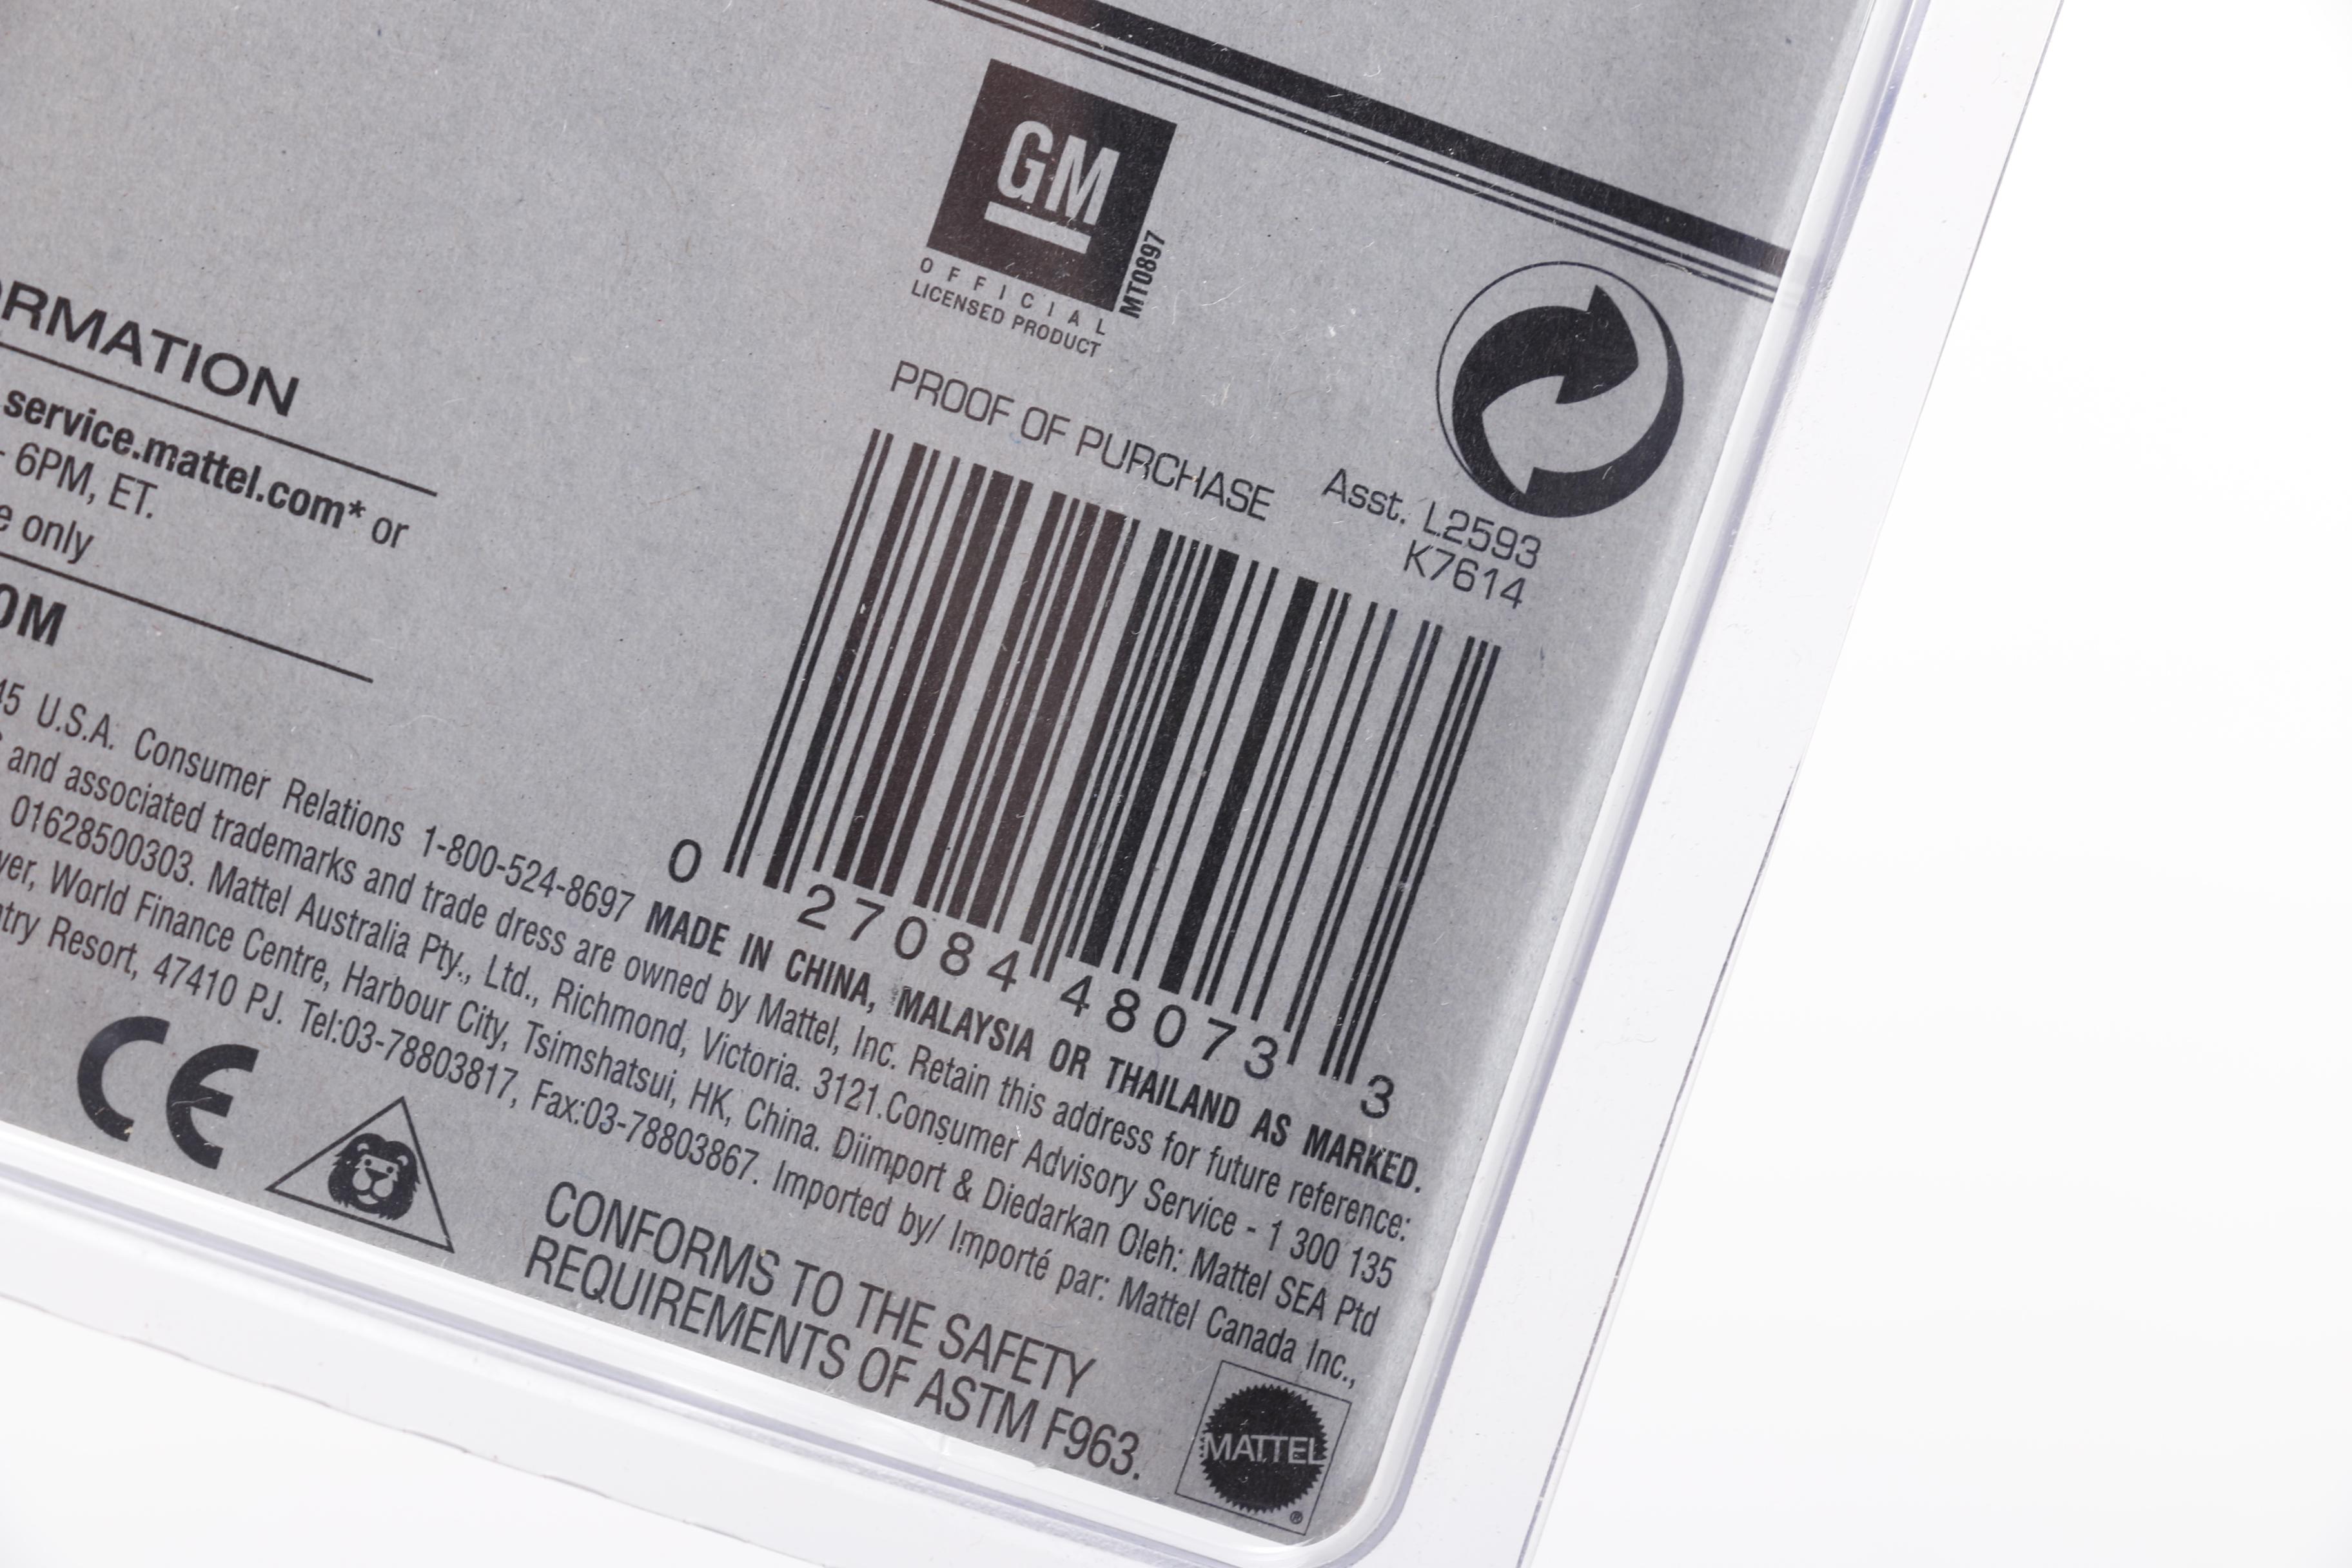 GM
MT0897
OFFICIAL
LICENSED PRODUCT
PROOF OF PURCHASE
Asst. L2593
K7614
0 27084 48073 3
service.mattel.com* or
- 6PM, ET.
only
45 U.S.A. Consumer Relations 1-800-524-8697 MADE IN CHINA, MALAYSIA OR THAILAND AS MARKED.
and associated trademarks and trade dress are owned by Mattel, Inc. Retain this address for future reference:
01628500303. Mattel Australia Pty., Ltd., Richmond, Victoria. 3121.Consumer Advisory Service - 1 300 135
World Finance Centre, Harbour City, Tsimshatsui, HK, China. Diimport & Diedarkan Oleh: Mattel SEA Ptd
Resort, 47410 PJ. Tel:03-78803817, Fax:03-78803867. Imported by/ Importé par: Mattel Canada Inc.,
CE
CONFORMS TO THE SAFETY
REQUIREMENTS OF ASTM F963.
MATTEL
®